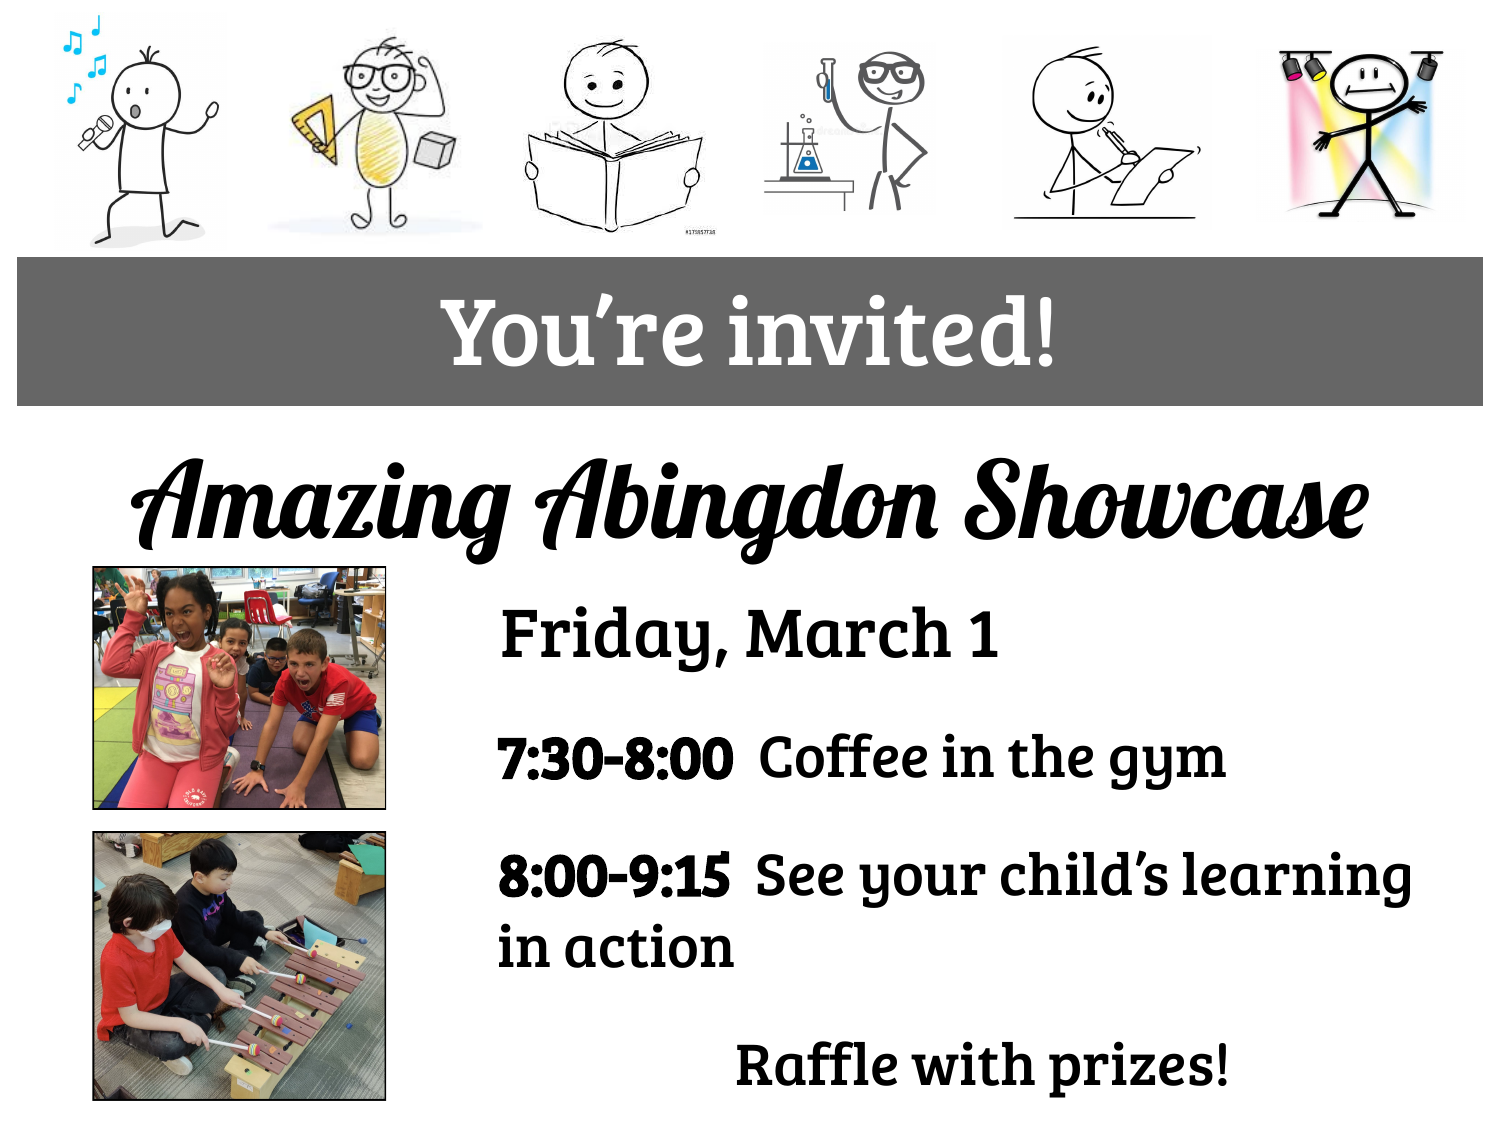 You’re invited!
Amazing Abingdon Showcase
Friday, March 1
7:30-8:00 Coffee in the gym
8:00-9:15 See your child’s learning
in action
Raffle with prizes!